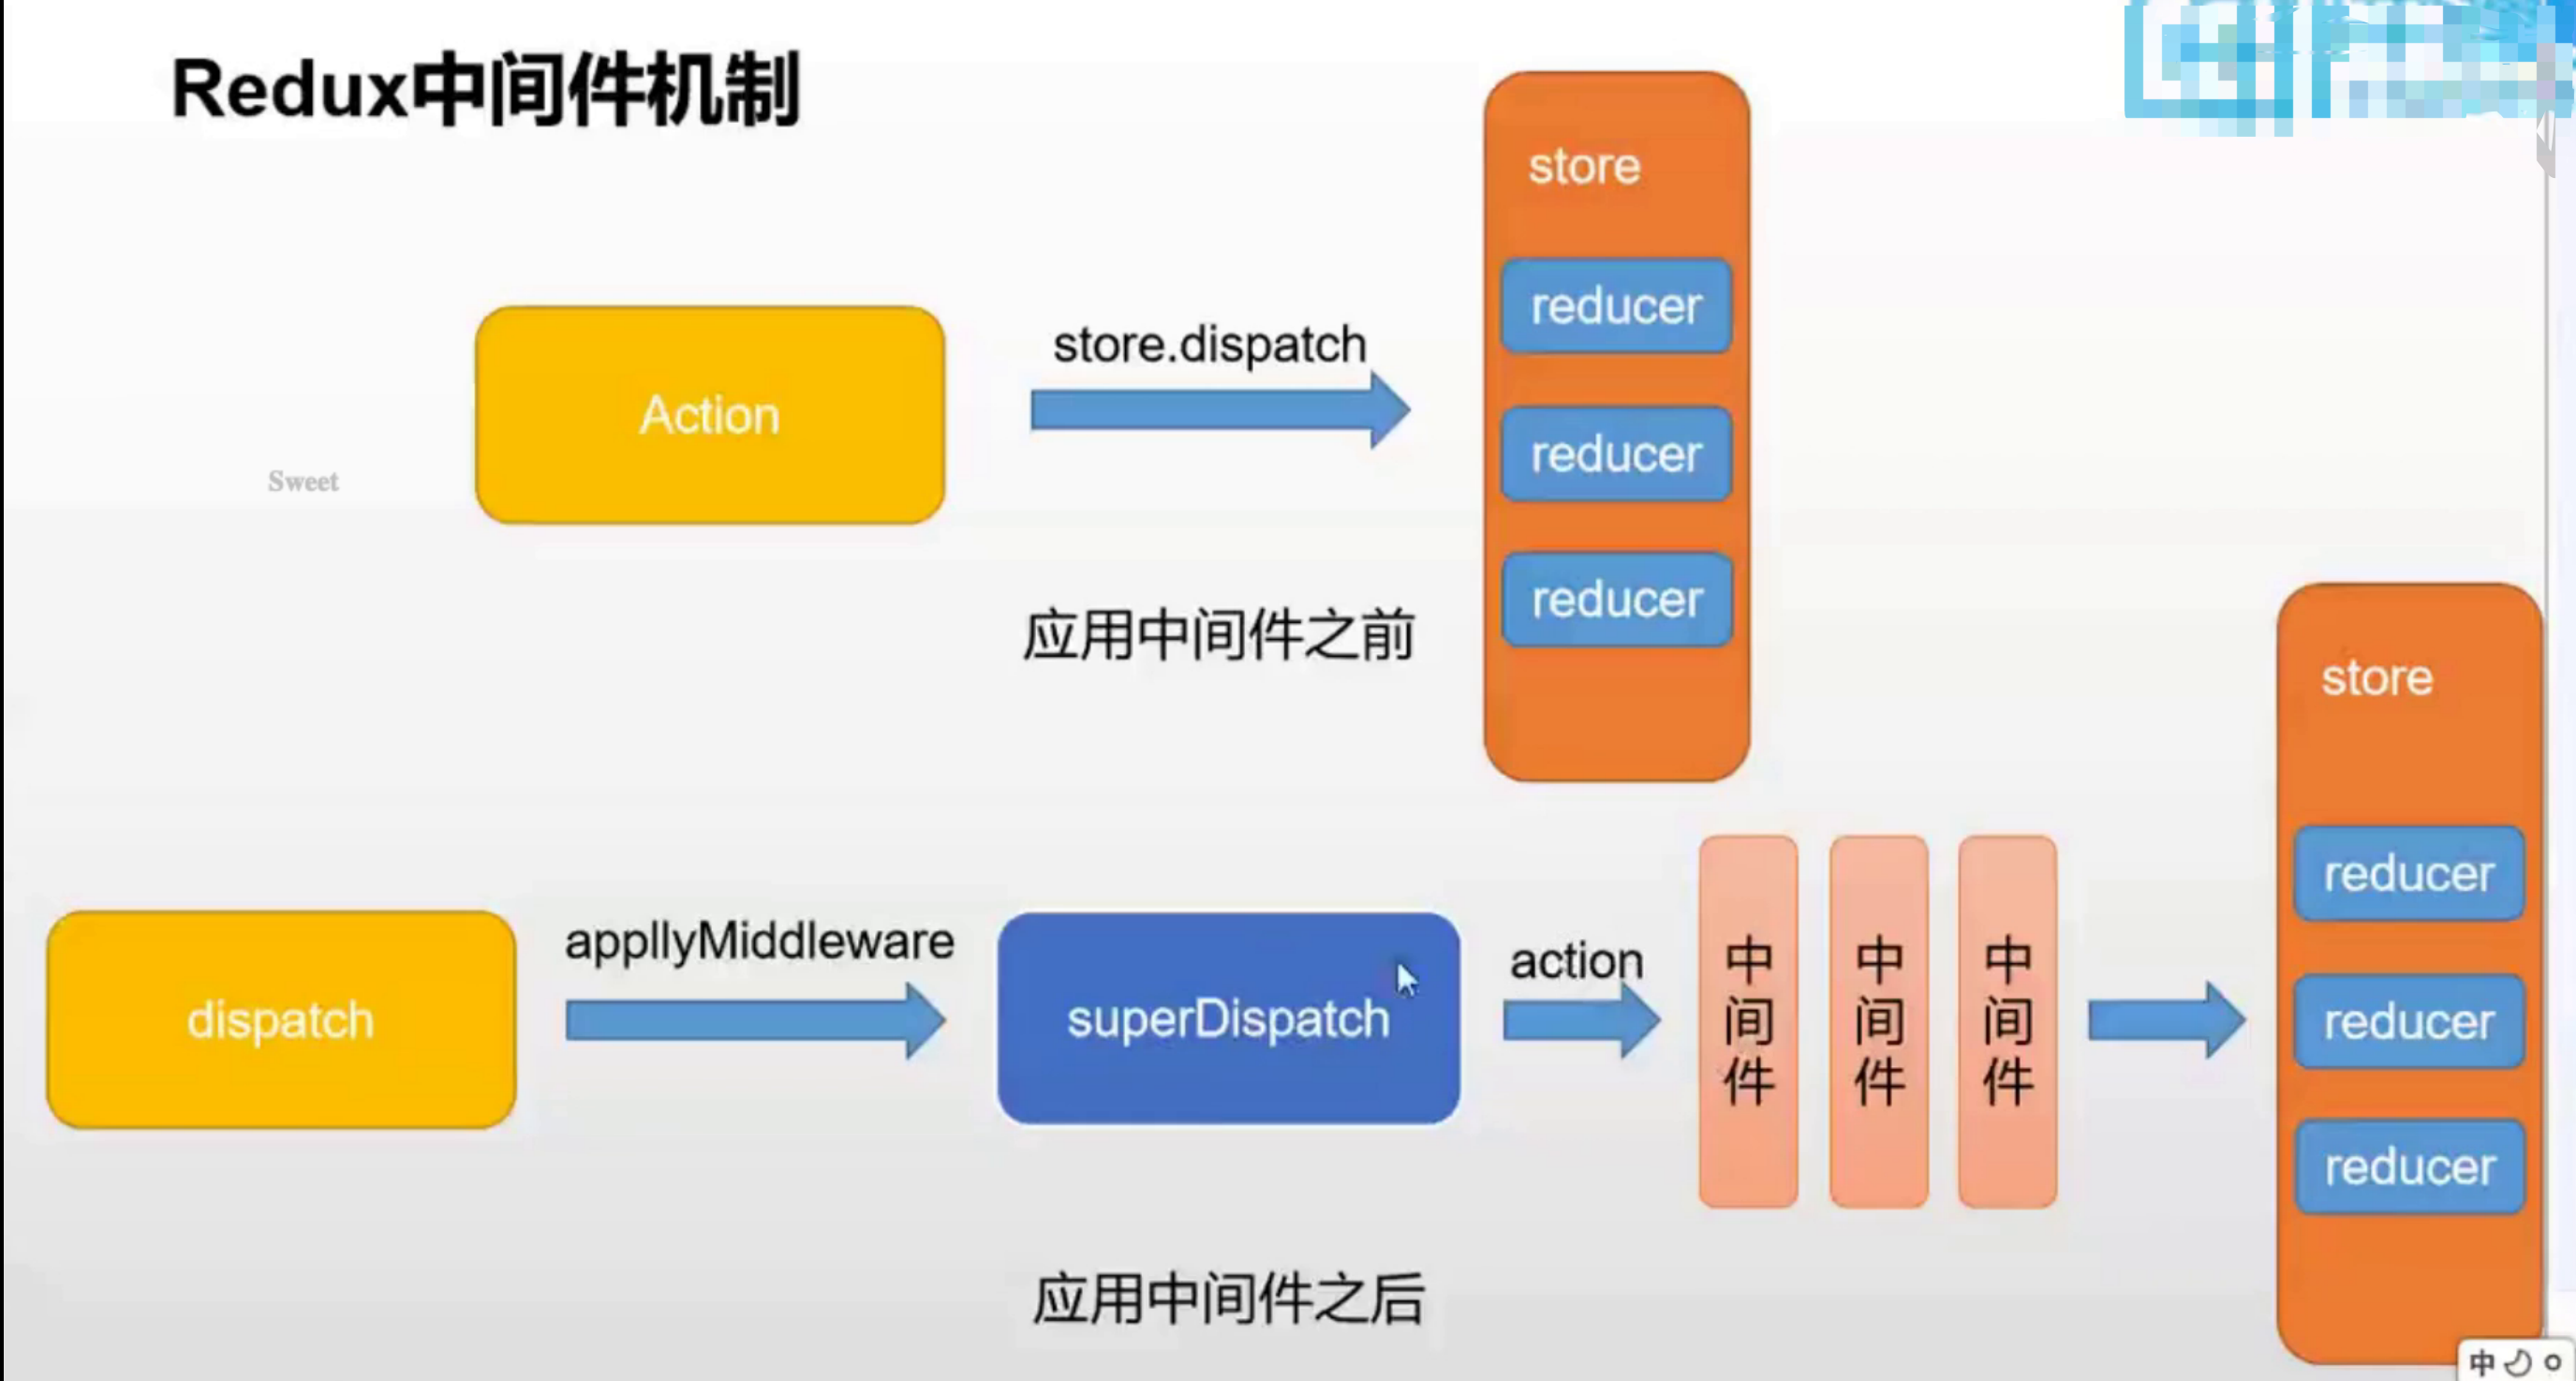 Redux中间件机制
store
reducer
store.dispatch
Action
reducer
Sweet
reducer
应用中间件之前
store
reducer
appllyMiddleware
action
中间件
中间件
中间件
dispatch
superDispatch
reducer
reducer
应用中间件之后
中